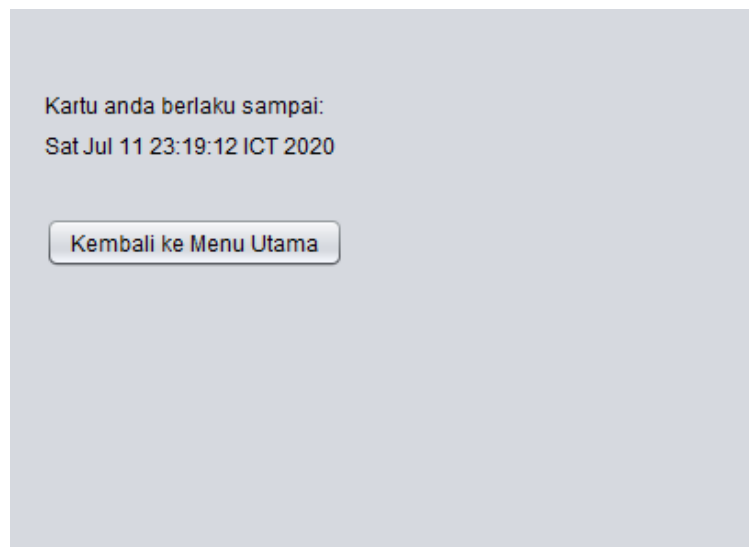 Kartu anda berlaku sampai:
Sat Jul 11 23:19:12 ICT 2020
Kembali ke Menu Utama